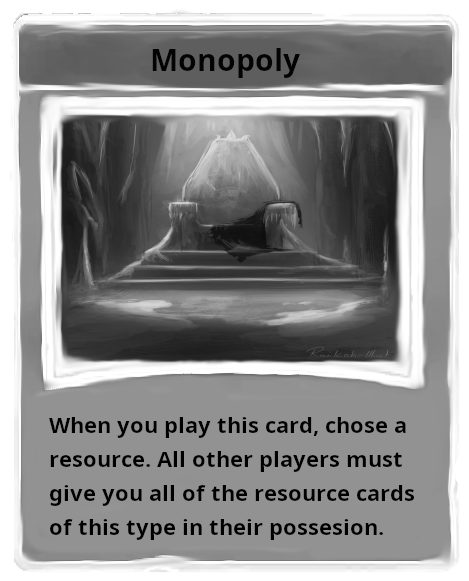 Monopoly
When you play this card, chose a
resource. All other players must
give you all of the resource cards
of this type in their possesion.